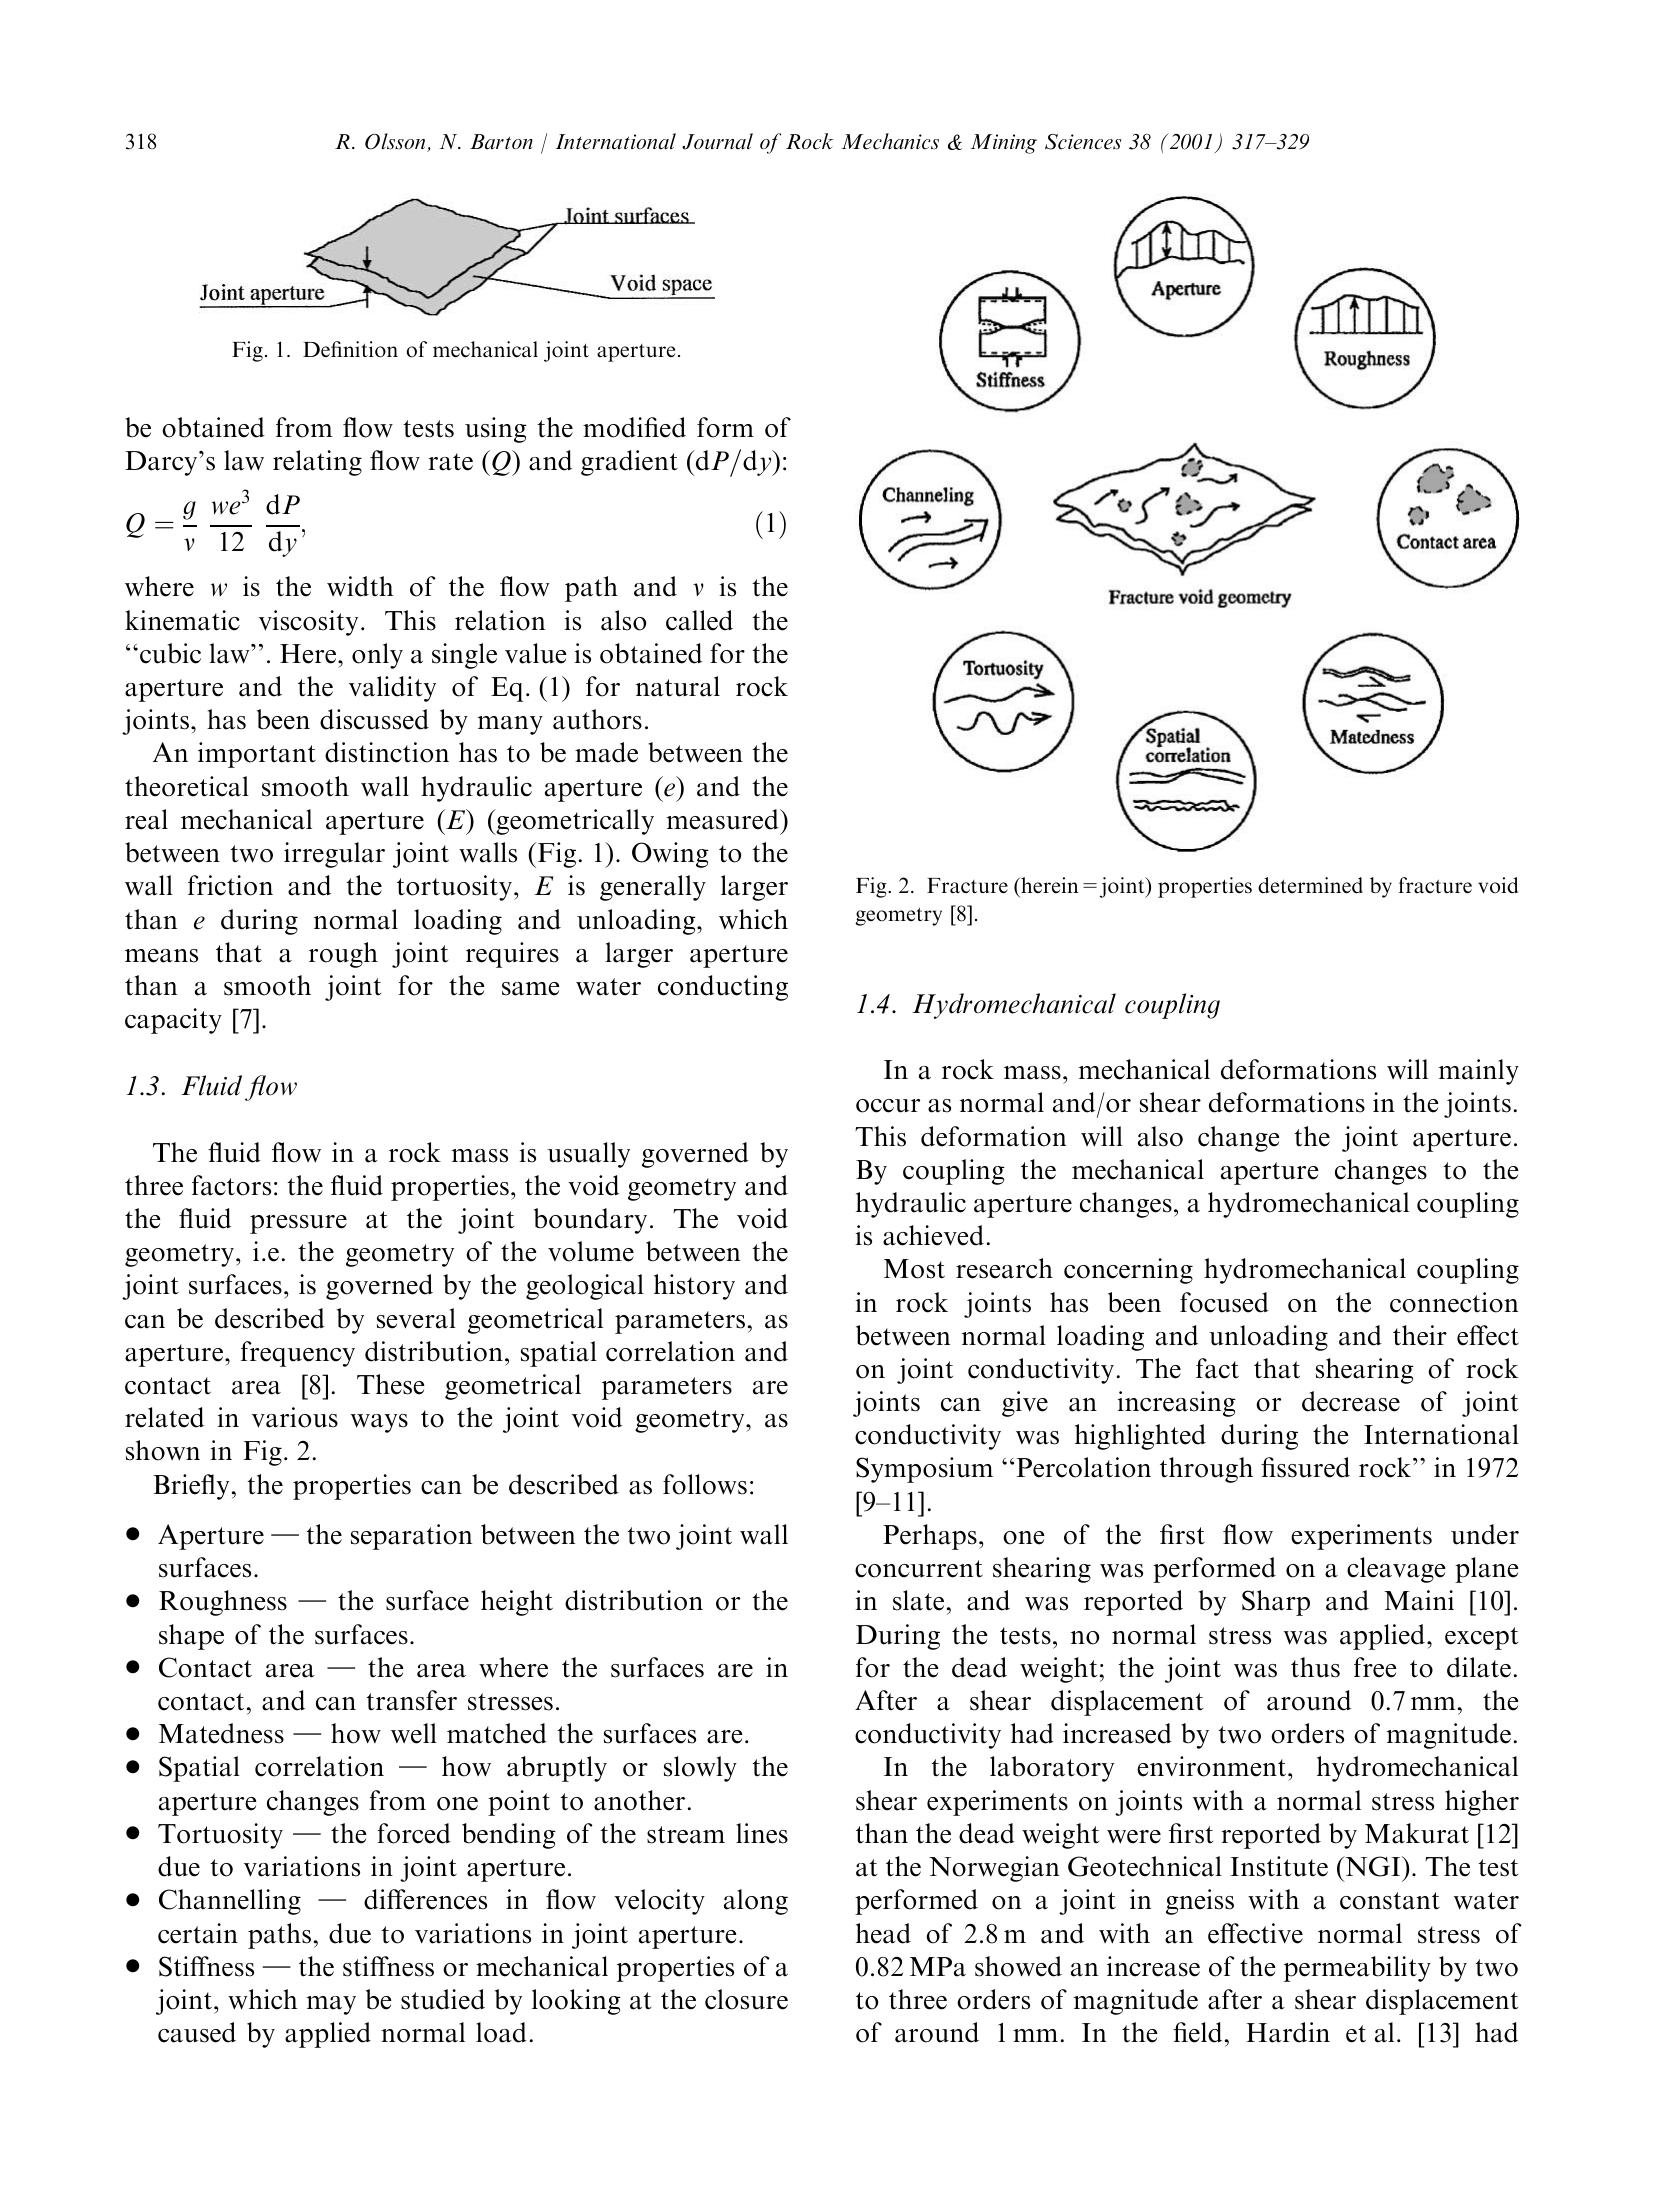 318
R. Olsson, N. Barton / International Journal of Rock Mechanics & Mining Sciences 38 (2001) 317–329
Joint surfaces
Void space
Joint aperture
Fig. 1. Definition of mechanical joint aperture.
be obtained from flow tests using the modified form of
Darcy's law relating flow rate (Q) and gradient (dP/dy):
Q = g/ν we³/12 dP/dy, (1)
where w is the width of the flow path and ν is the
kinematic viscosity. This relation is also called the
‘‘cubic law’’. Here, only a single value is obtained for the
aperture and the validity of Eq. (1) for natural rock
joints, has been discussed by many authors.
An important distinction has to be made between the
theoretical smooth wall hydraulic aperture (e) and the
real mechanical aperture (E) (geometrically measured)
between two irregular joint walls (Fig. 1). Owing to the
wall friction and the tortuosity, E is generally larger
than e during normal loading and unloading, which
means that a rough joint requires a larger aperture
than a smooth joint for the same water conducting
capacity [7].
1.3. Fluid flow
The fluid flow in a rock mass is usually governed by
three factors: the fluid properties, the void geometry and
the fluid pressure at the joint boundary. The void
geometry, i.e. the geometry of the volume between the
joint surfaces, is governed by the geological history and
can be described by several geometrical parameters, as
aperture, frequency distribution, spatial correlation and
contact area [8]. These geometrical parameters are
related in various ways to the joint void geometry, as
shown in Fig. 2.
Briefly, the properties can be described as follows:
● Aperture — the separation between the two joint wall
surfaces.
● Roughness — the surface height distribution or the
shape of the surfaces.
● Contact area — the area where the surfaces are in
contact, and can transfer stresses.
● Matedness — how well matched the surfaces are.
● Spatial correlation — how abruptly or slowly the
aperture changes from one point to another.
● Tortuosity — the forced bending of the stream lines
due to variations in joint aperture.
● Channelling — differences in flow velocity along
certain paths, due to variations in joint aperture.
● Stiffness — the stiffness or mechanical properties of a
joint, which may be studied by looking at the closure
caused by applied normal load.
Aperture
Stiffness
Roughness
Channeling
Contact area
Fracture void geometry
Tortuosity
Matedness
Spatial
correlation
Fig. 2. Fracture (herein = joint) properties determined by fracture void
geometry [8].
1.4. Hydromechanical coupling
In a rock mass, mechanical deformations will mainly
occur as normal and/or shear deformations in the joints.
This deformation will also change the joint aperture.
By coupling the mechanical aperture changes to the
hydraulic aperture changes, a hydromechanical coupling
is achieved.
Most research concerning hydromechanical coupling
in rock joints has been focused on the connection
between normal loading and unloading and their effect
on joint conductivity. The fact that shearing of rock
joints can give an increasing or decrease of joint
conductivity was highlighted during the International
Symposium ‘‘Percolation through fissured rock’’ in 1972
[9–11].
Perhaps, one of the first flow experiments under
concurrent shearing was performed on a cleavage plane
in slate, and was reported by Sharp and Maini [10].
During the tests, no normal stress was applied, except
for the dead weight; the joint was thus free to dilate.
After a shear displacement of around 0.7 mm, the
conductivity had increased by two orders of magnitude.
In the laboratory environment, hydromechanical
shear experiments on joints with a normal stress higher
than the dead weight were first reported by Makurat [12]
at the Norwegian Geotechnical Institute (NGI). The test
performed on a joint in gneiss with a constant water
head of 2.8 m and with an effective normal stress of
0.82 MPa showed an increase of the permeability by two
to three orders of magnitude after a shear displacement
of around 1 mm. In the field, Hardin et al. [13] had